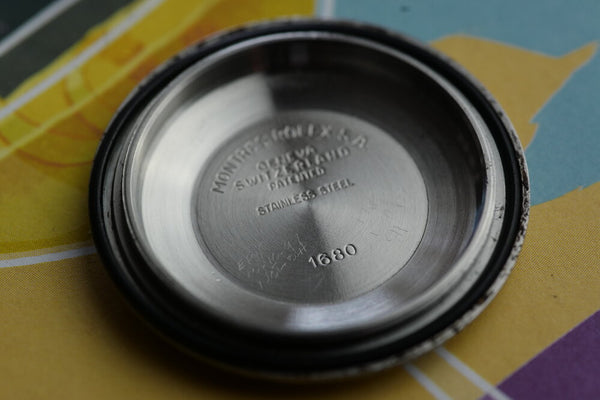 MONTRES ROLEX S.A.
GENEVA
SWITZERLAND
PATENTED
STAINLESS STEEL
1680